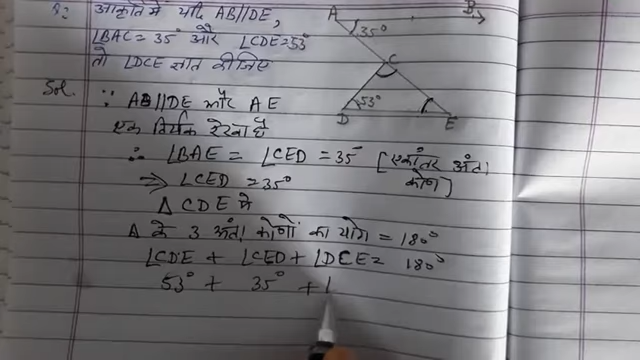 Q: आकृति में यदि AB//DE,
∠BAC = 35° और ∠CDE = 53°
तो ∠DCE ज्ञात कीजिए
A B
35°
C
53°
D E
Sol. ∵ AB//DE और AE
एक तिर्यक रेखा है
∴ ∠BAE = ∠CED = 35° [एकांतर अंतः कोण]
⇒ ∠CED = 35°
Δ CDE में
Δ के 3 अंतः कोणों का योग = 180°
∠CDE + ∠CED + ∠DCE = 180°
53° + 35° +